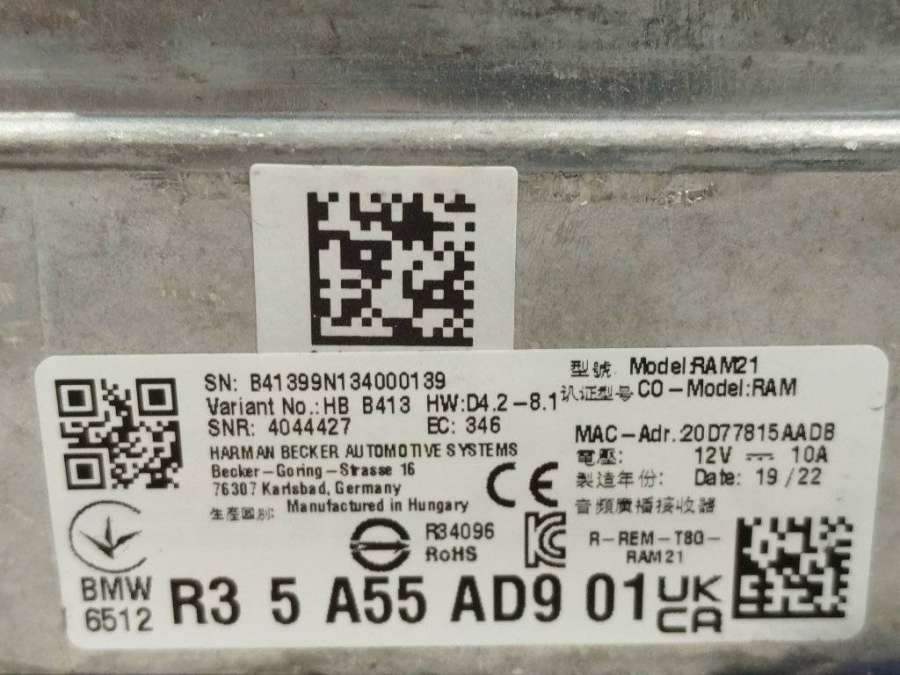 SN: B41399N134000139
Variant No.: HB B413 HW:D4.2-8.1
SNR: 4044427 EC: 346
HARMAN BECKER AUTOMOTIVE SYSTEMS
Becker-Goring-Strasse 16
76307 Karlsbad, Germany
生產國別: Manufactured in Hungary
型號 Model:RAM21
认证型号 CO-Model:RAM
MAC-Adr.:20D77815AADB
電壓: 12V 10A
製造年份: Date: 19/22
音頻廣播接收器
CE
R34096
RoHS
KC
R-REM-T8Q-
RAM21
BMW
6512
R3 5 A55 AD9 01
UK
CA